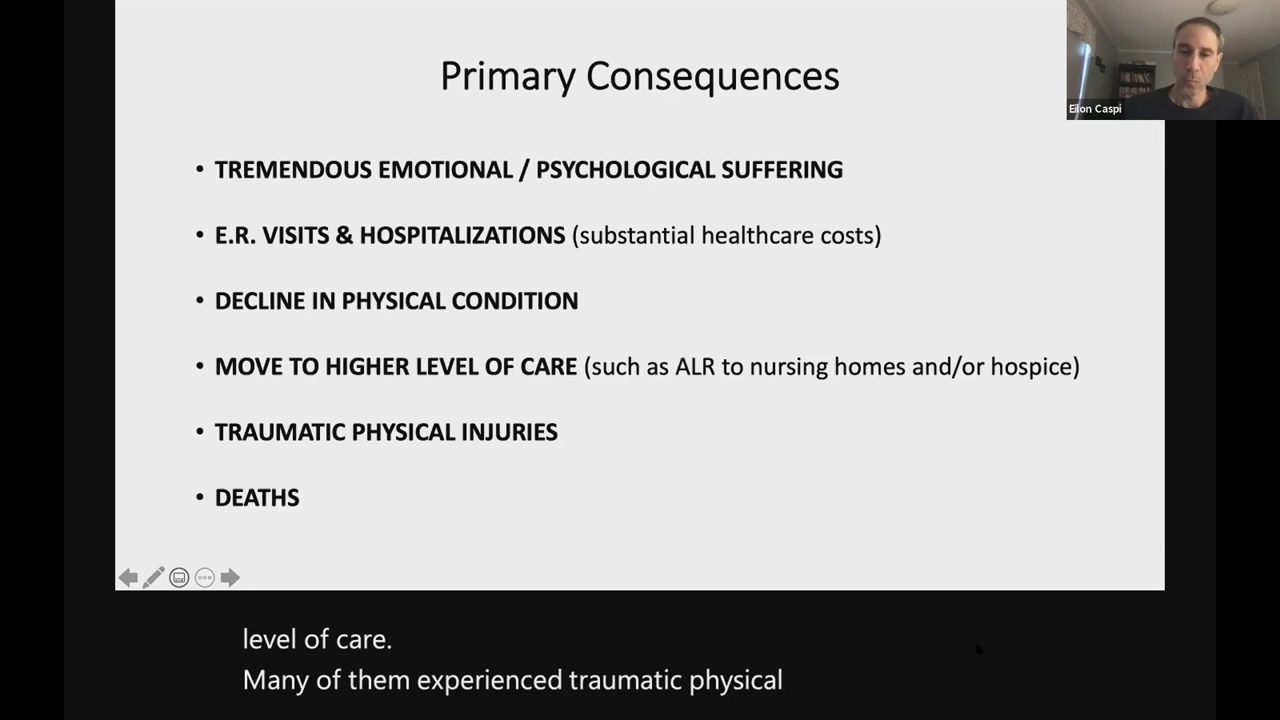 Primary Consequences
Eilon Caspi
• TREMENDOUS EMOTIONAL / PSYCHOLOGICAL SUFFERING
• E.R. VISITS & HOSPITALIZATIONS (substantial healthcare costs)
• DECLINE IN PHYSICAL CONDITION
• MOVE TO HIGHER LEVEL OF CARE (such as ALR to nursing homes and/or hospice)
• TRAUMATIC PHYSICAL INJURIES
• DEATHS
level of care.
Many of them experienced traumatic physical